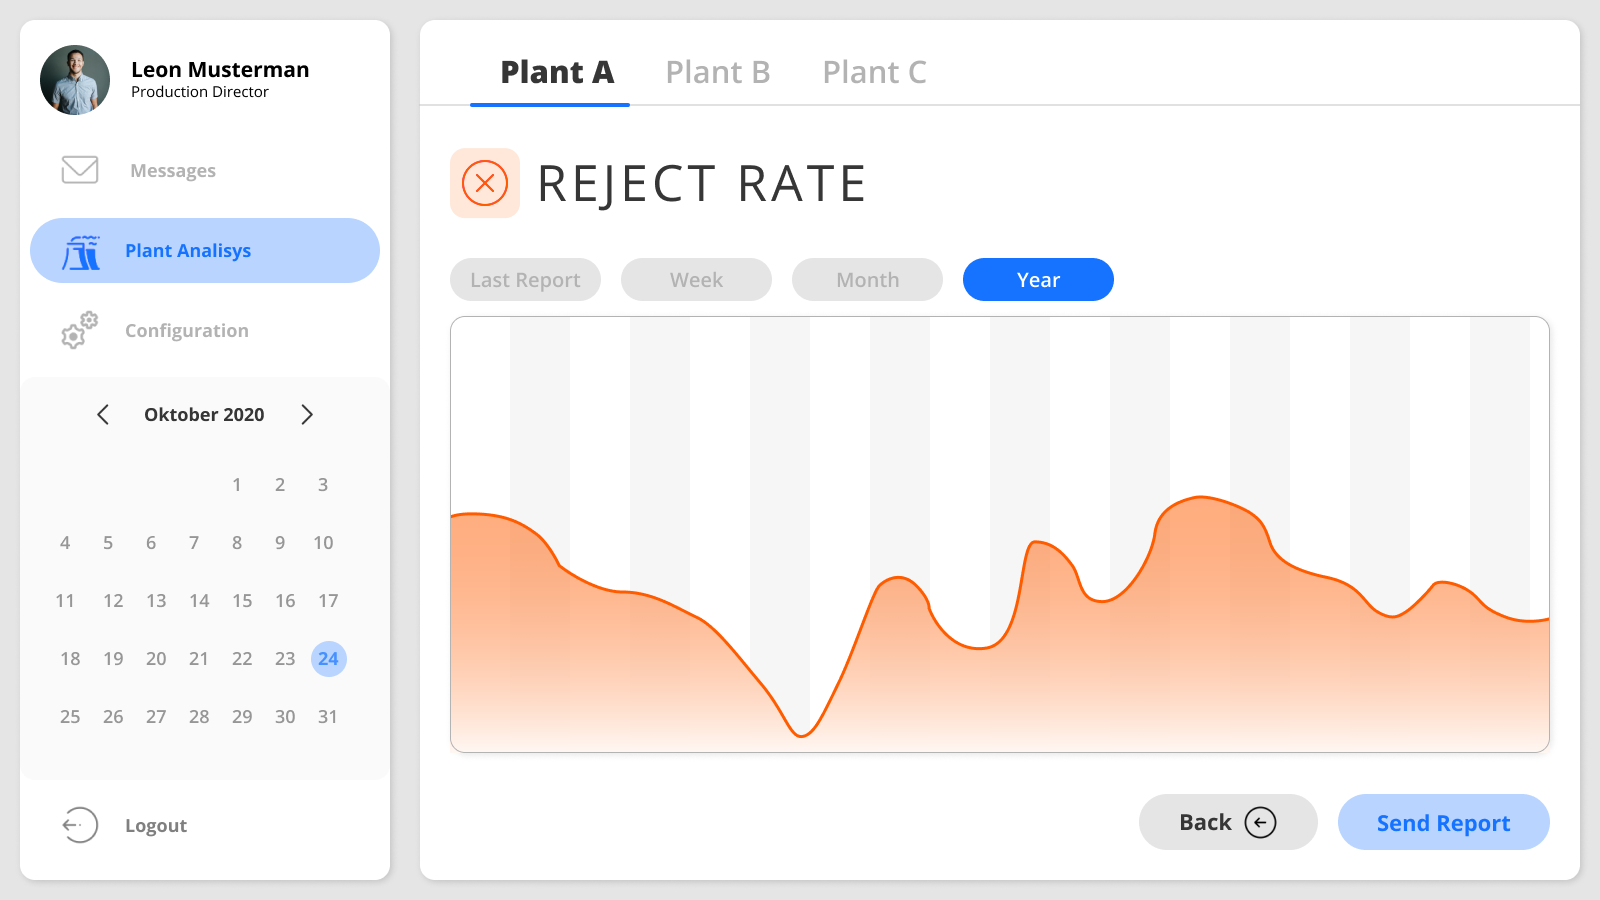 Leon Musterman
Production Director
Messages
Plant Analisys
Configuration
Oktober 2020
1 2 3
4 5 6 7 8 9 10
11 12 13 14 15 16 17
18 19 20 21 22 23 24
25 26 27 28 29 30 31
Logout
Plant A Plant B Plant C
REJECT RATE
Last Report Week Month Year
Back Send Report